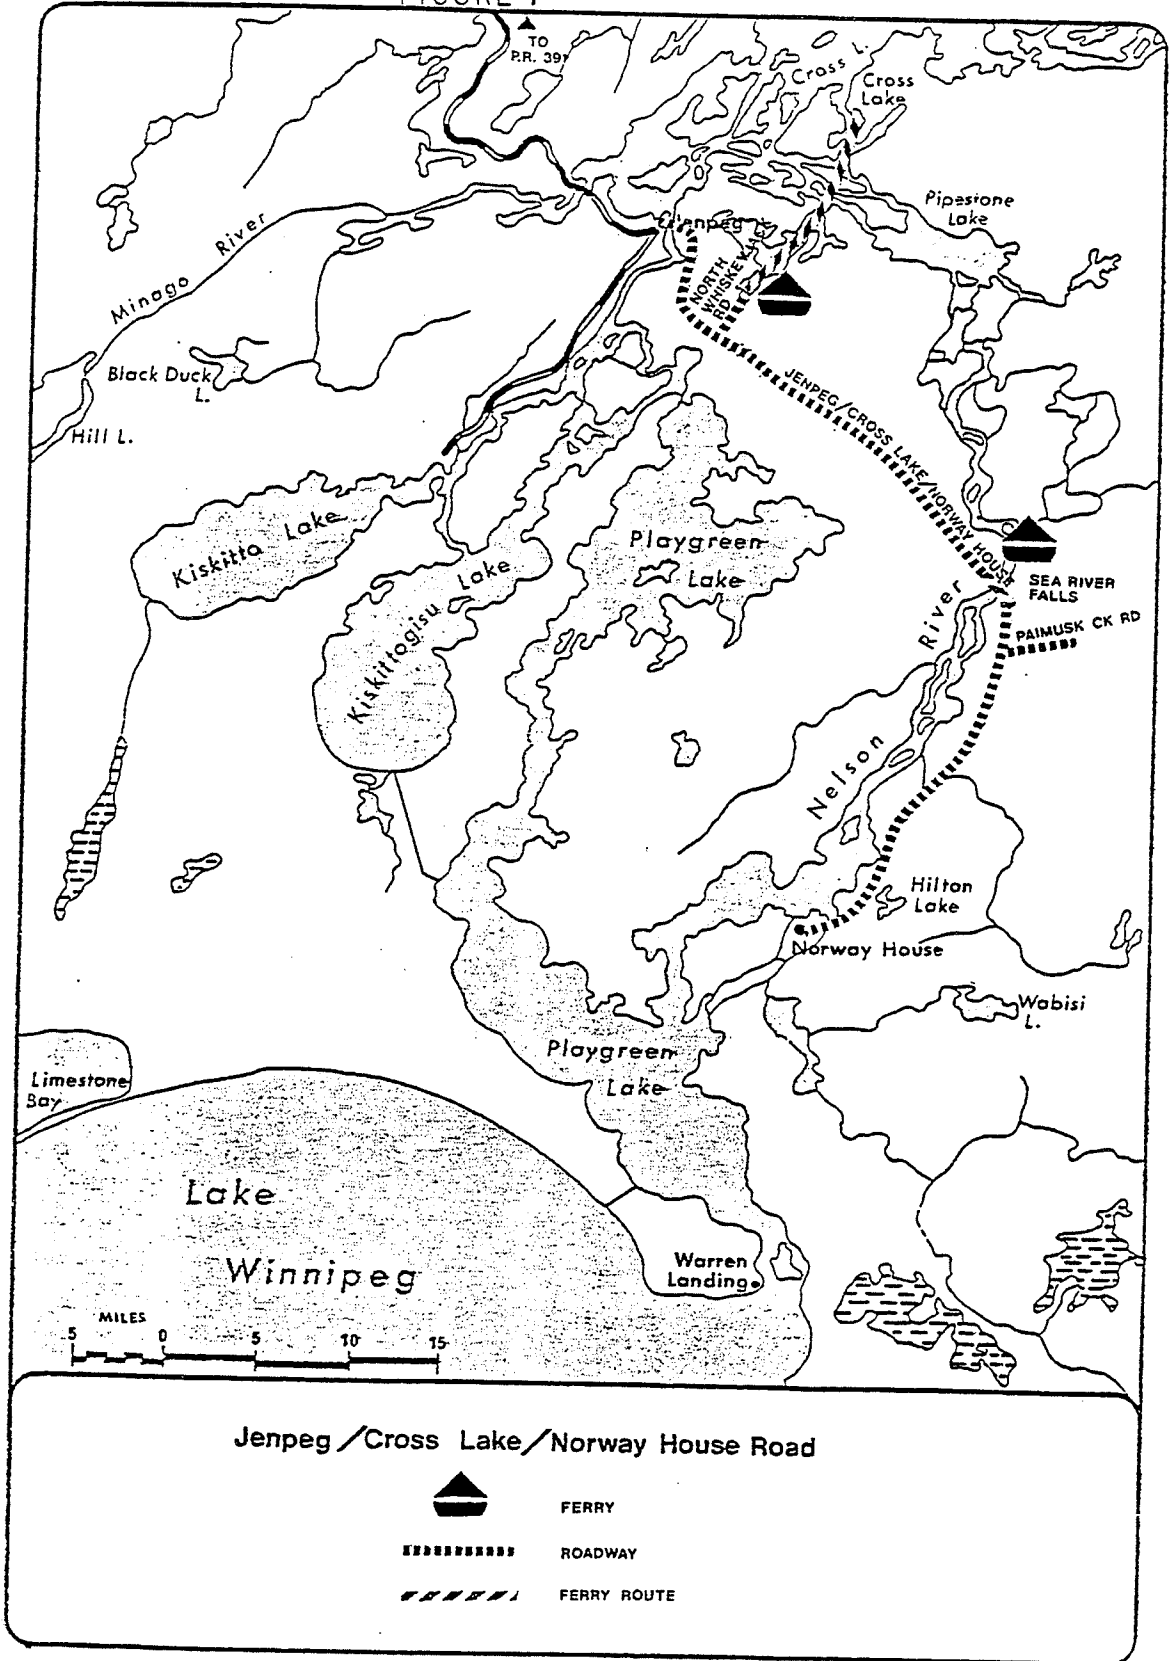 TO
P.R. 391
Cross L.
Cross
Lake
Pipestone
Lake
Minago River
NORTH
WHISKEYJACK
RD
Black Duck
L.
Hill L.
JENPEG/CROSS LAKE/NORWAY HOUSE
Kiskitto Lake
Playgreen
Lake
Kiskittogisu Lake
SEA RIVER
FALLS
PAIMUSK CK RD
Nelson River
Hilton
Lake
Norway House
Wabisi
L.
Playgreen
Lake
Limestone
Bay
Lake
Winnipeg
Warren
Landing
MILES
5 0 5 10 15
Jenpeg/Cross Lake/Norway House Road
FERRY
ROADWAY
FERRY ROUTE